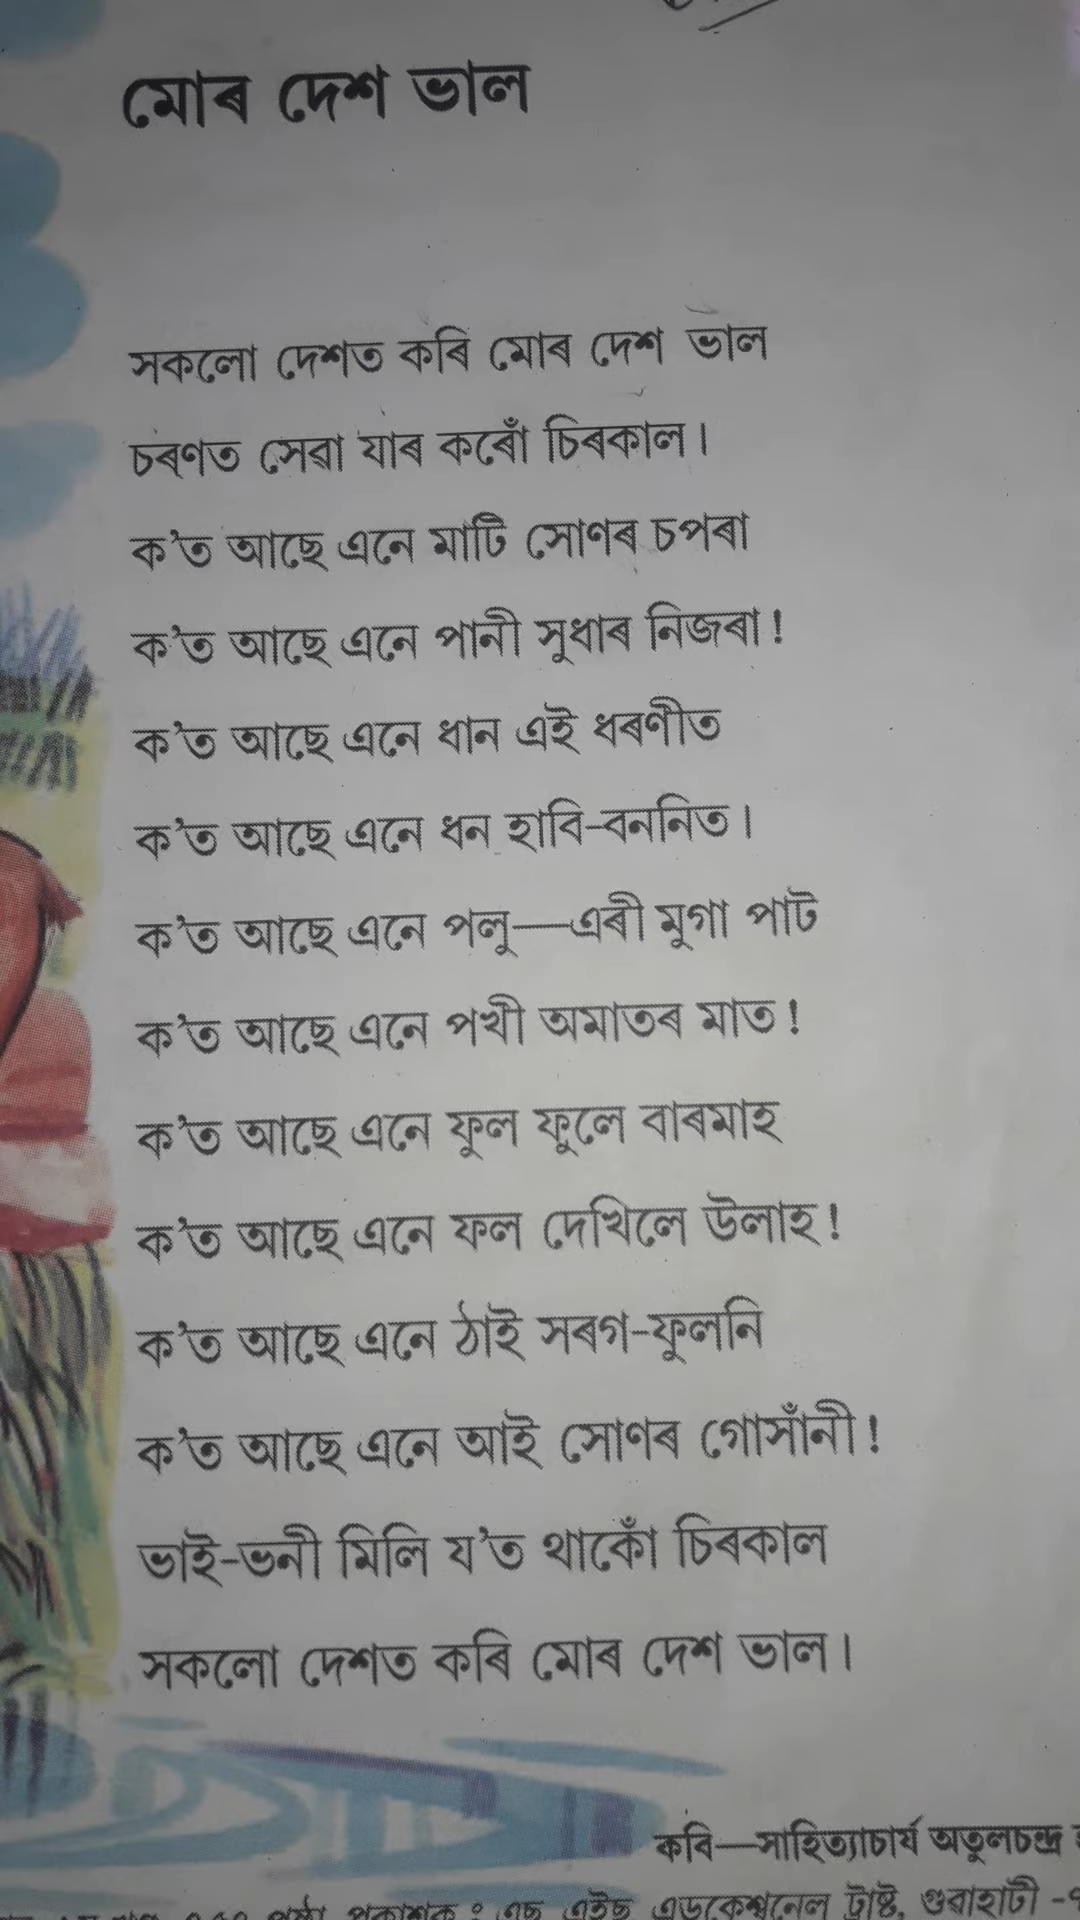 মোৰ দেশ ভাল
সকলো দেশত কৰি মোৰ দেশ ভাল
চৰণত সেৱা যাৰ কৰোঁ চিৰকাল।
ক'ত আছে এনে মাটি সোণৰ চপৰা
ক'ত আছে এনে পানী সুধাৰ নিজৰা!
ক'ত আছে এনে ধান এই ধৰণীত
ক'ত আছে এনে ধন হাবি-বননিত।
ক'ত আছে এনে পলু—এৰী মুগা পাট
ক'ত আছে এনে পখী অমাতৰ মাত!
ক'ত আছে এনে ফুল ফুলে বাৰমাহ
ক'ত আছে এনে ফল দেখিলে উলাহ!
ক'ত আছে এনে ঠাই সৰগ-ফুলনি
ক'ত আছে এনে আই সোণৰ গোসাঁনী!
ভাই-ভনী মিলি য'ত থাকোঁ চিৰকাল
সকলো দেশত কৰি মোৰ দেশ ভাল।
কবি—সাহিত্যাচাৰ্য অতুলচন্দ্ৰ
এডুকেশ্বনেল ট্ৰাষ্ট, গুৱাহাটী